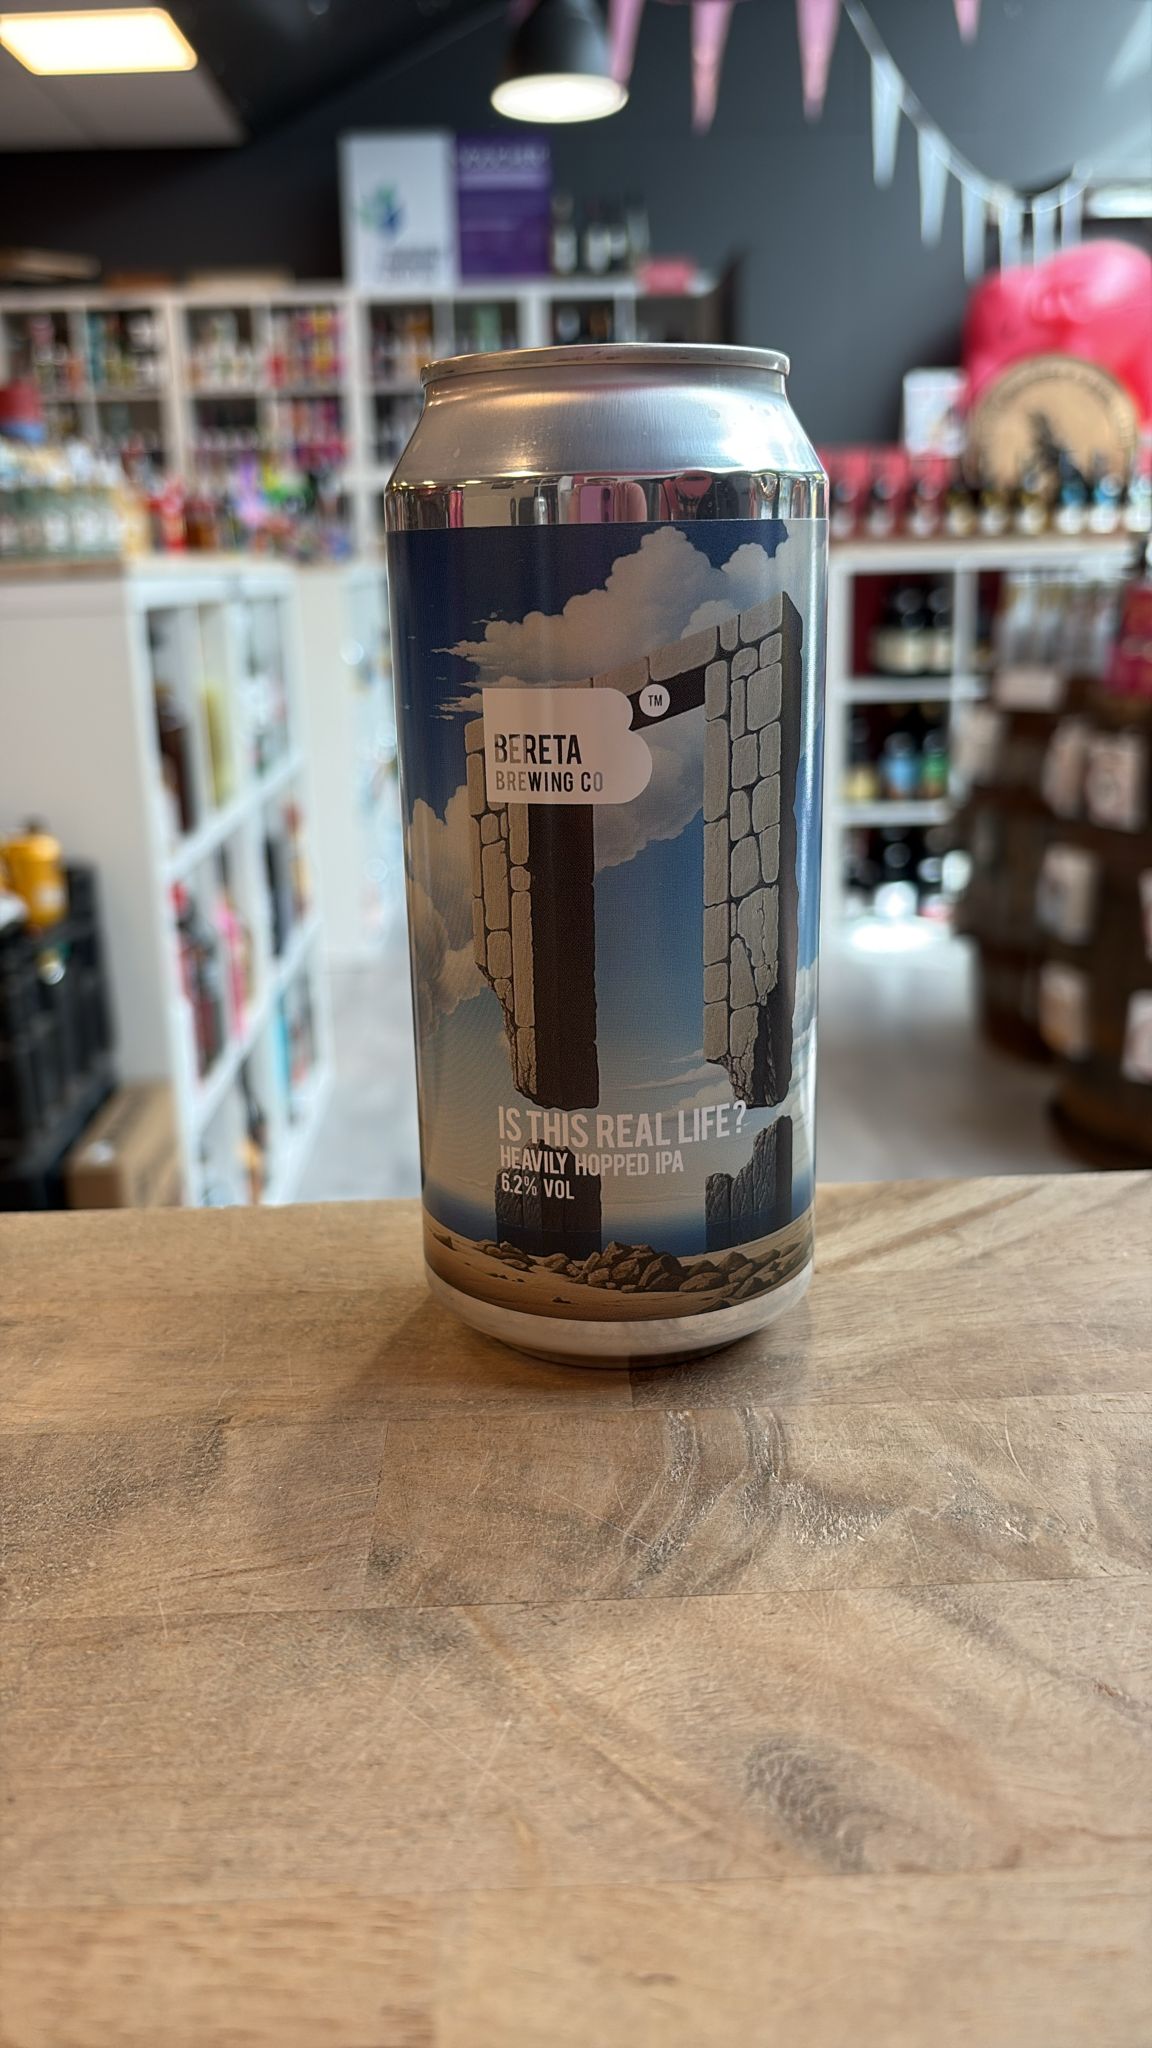 TM
BERETA
BREWING CO
IS THIS REAL LIFE?
HEAVILY HOPPED IPA
6.2% VOL